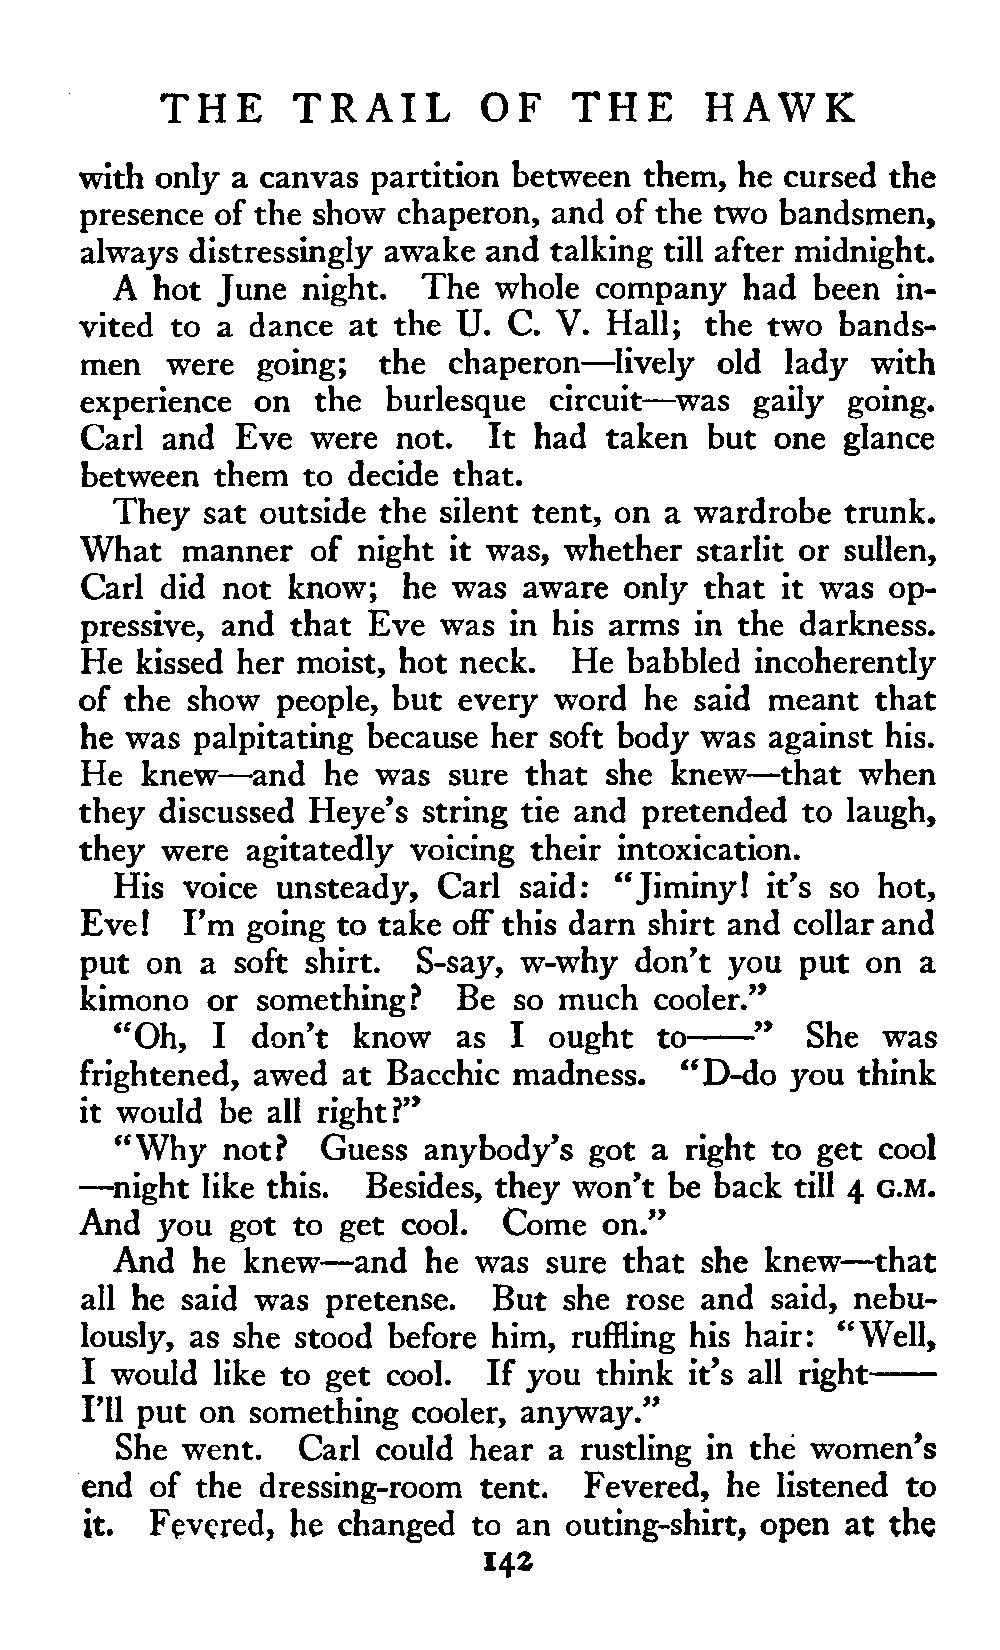 THE TRAIL OF THE HAWK
with only a canvas partition between them, he cursed the
presence of the show chaperon, and of the two bandsmen,
always distressingly awake and talking till after midnight.
A hot June night. The whole company had been in-
vited to a dance at the U. C. V. Hall; the two bands-
men were going; the chaperon—lively old lady with
experience on the burlesque circuit—was gaily going.
Carl and Eve were not. It had taken but one glance
between them to decide that.
They sat outside the silent tent, on a wardrobe trunk.
What manner of night it was, whether starlit or sullen,
Carl did not know; he was aware only that it was op-
pressive, and that Eve was in his arms in the darkness.
He kissed her moist, hot neck. He babbled incoherently
of the show people, but every word he said meant that
he was palpitating because her soft body was against his.
He knew—and he was sure that she knew—that when
they discussed Heye's string tie and pretended to laugh,
they were agitatedly voicing their intoxication.
His voice unsteady, Carl said: "Jiminy! it's so hot,
Eve! I'm going to take off this darn shirt and collar and
put on a soft shirt. S-say, w-why don't you put on a
kimono or something? Be so much cooler."
"Oh, I don't know as I ought to——" She was
frightened, awed at Bacchic madness. "D-do you think
it would be all right?"
"Why not? Guess anybody's got a right to get cool
—night like this. Besides, they won't be back till 4 G.M.
And you got to get cool. Come on."
And he knew—and he was sure that she knew—that
all he said was pretense. But she rose and said, nebu-
lously, as she stood before him, ruffling his hair: "Well,
I would like to get cool. If you think it's all right——
I'll put on something cooler, anyway."
She went. Carl could hear a rustling in the women's
end of the dressing-room tent. Fevered, he listened to
it. Fevered, he changed to an outing-shirt, open at the
142